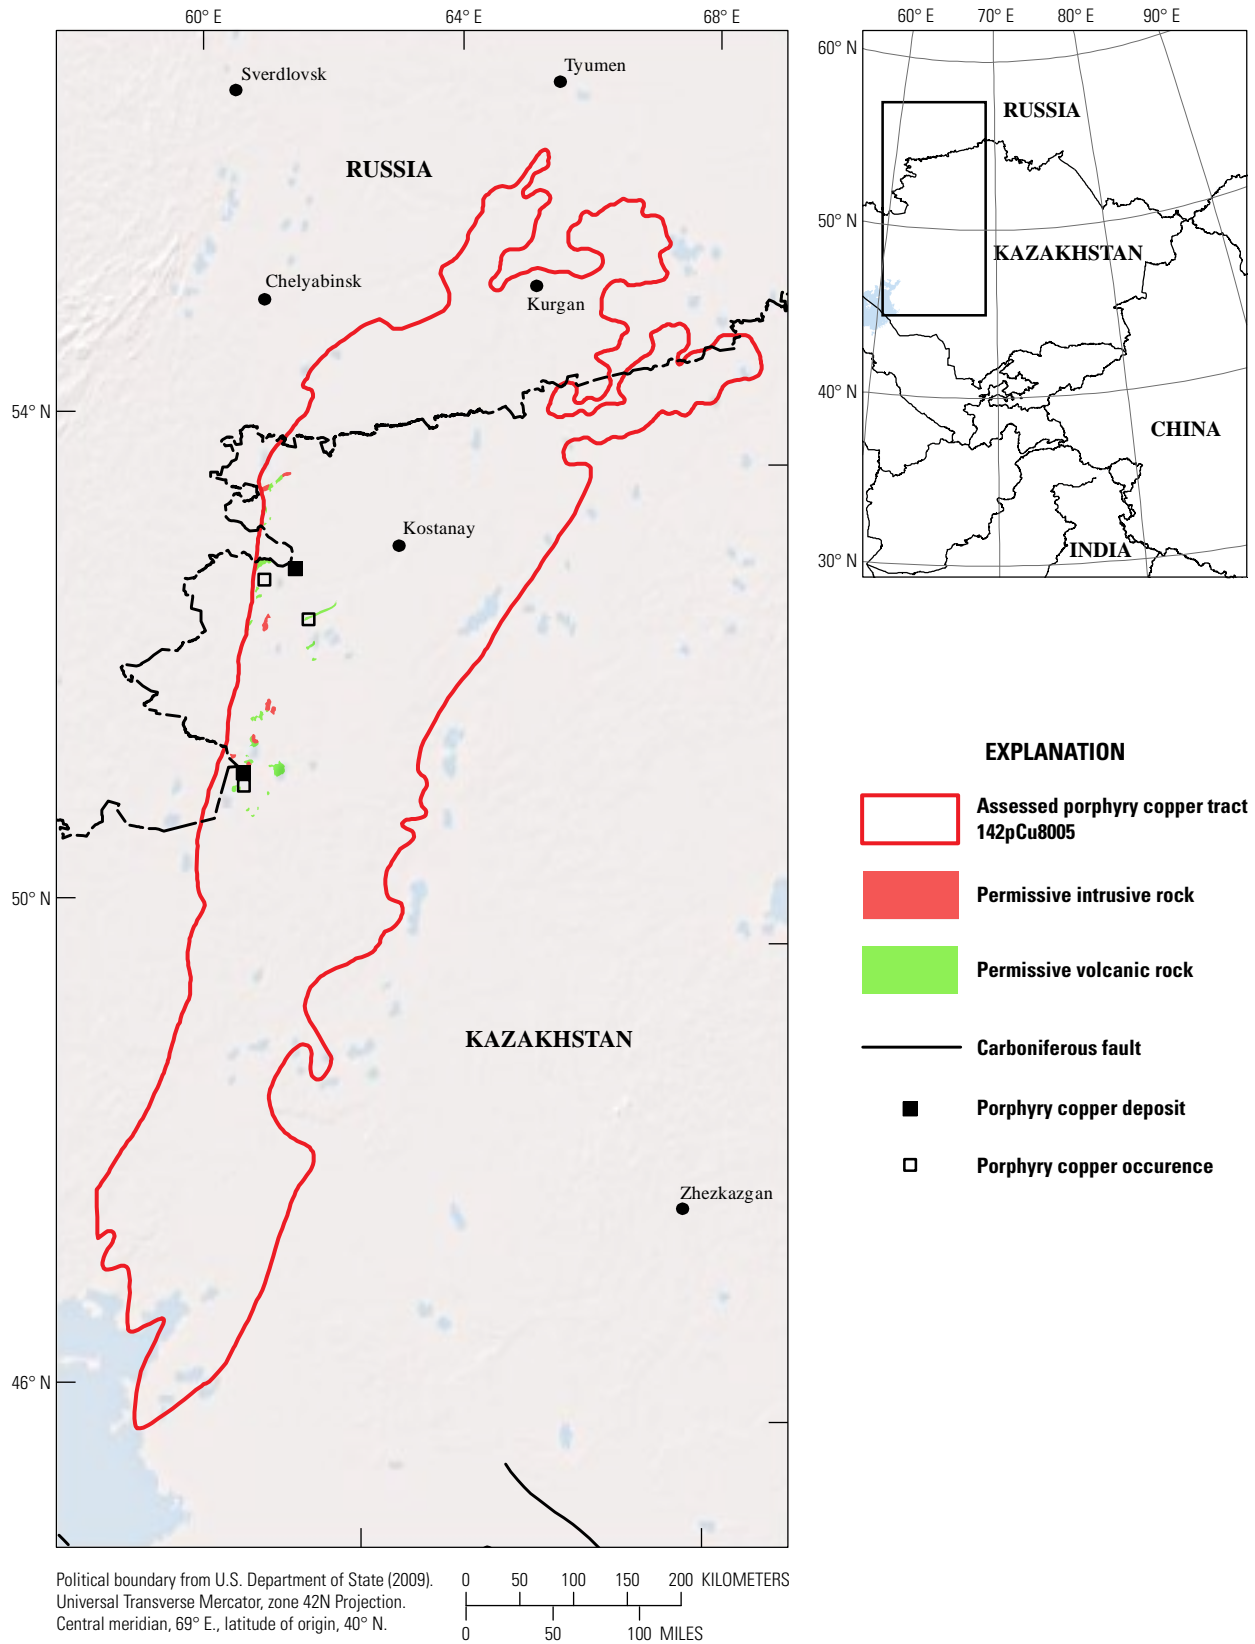 60° E
64° E
68° E
Sverdlovsk
Tyumen
RUSSIA
Chelyabinsk
Kurgan
54° N
Kostanay
50° N
KAZAKHSTAN
Zhezkazgan
46° N
60° E
70° E
80° E
90° E
60° N
RUSSIA
50° N
KAZAKHSTAN
40° N
CHINA
INDIA
30° N
EXPLANATION
Assessed porphyry copper tract
142pCu8005
Permissive intrusive rock
Permissive volcanic rock
Carboniferous fault
Porphyry copper deposit
Porphyry copper occurence
Political boundary from U.S. Department of State (2009).
Universal Transverse Mercator, zone 42N Projection.
Central meridian, 69° E., latitude of origin, 40° N.
0 50 100 150 200 KILOMETERS
0 50 100 MILES